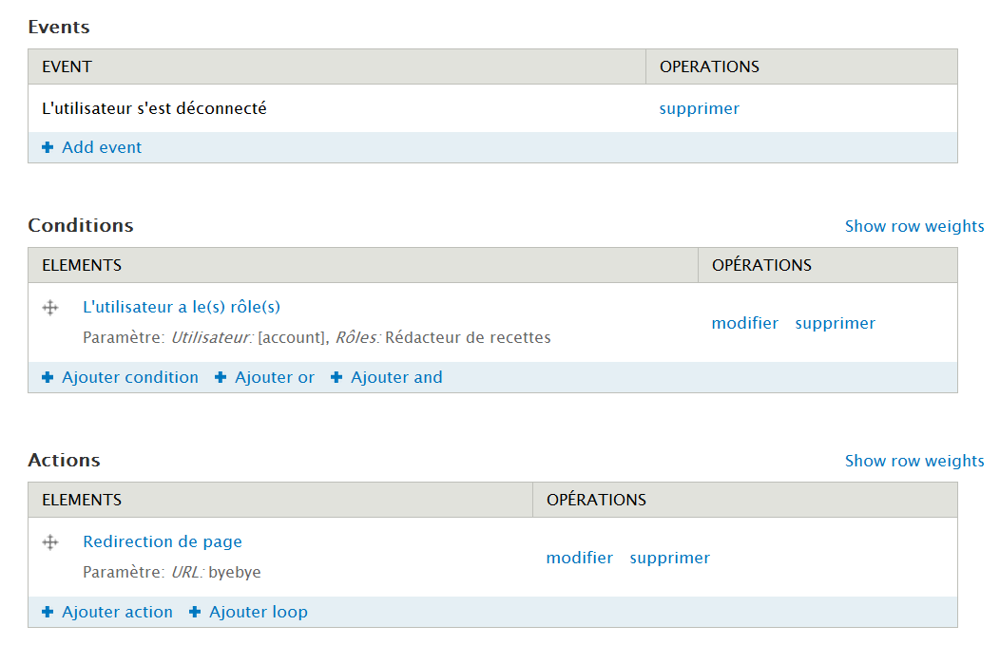 Events
EVENT OPERATIONS
L'utilisateur s'est déconnecté supprimer
Add event
Conditions Show row weights
ELEMENTS OPÉRATIONS
L'utilisateur a le(s) rôle(s)
modifier supprimer
Paramètre: Utilisateur: [account], Rôles: Rédacteur de recettes
Ajouter condition Ajouter or Ajouter and
Actions Show row weights
ELEMENTS OPÉRATIONS
Redirection de page
modifier supprimer
Paramètre: URL: byebye
Ajouter action Ajouter loop